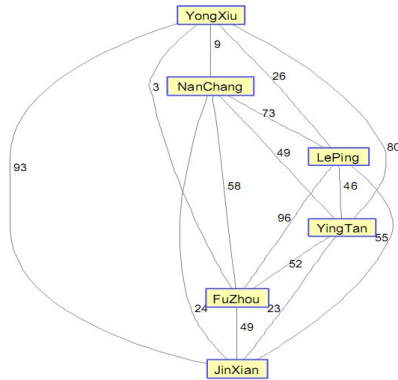 YongXiu
9
NanChang
3
26
73
LePing
80
49
93
58
46
96
YingTan
55
52
FuZhou
24
23
49
JinXian